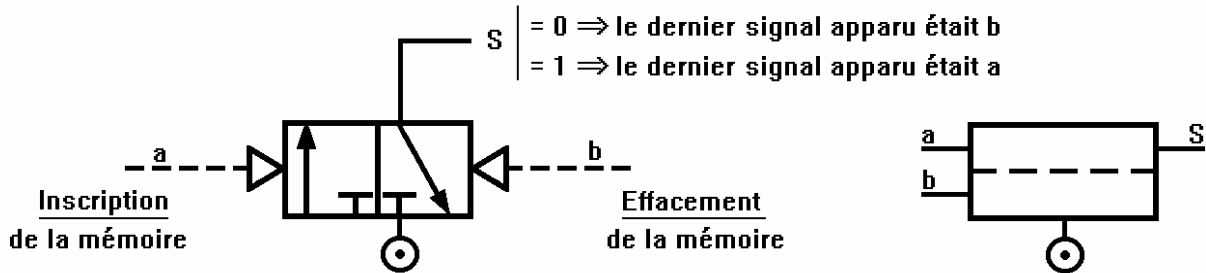 S = 0 ⇒ le dernier signal apparu était b
= 1 ⇒ le dernier signal apparu était a
a
b
Inscription
de la mémoire
Effacement
de la mémoire
a
S
b